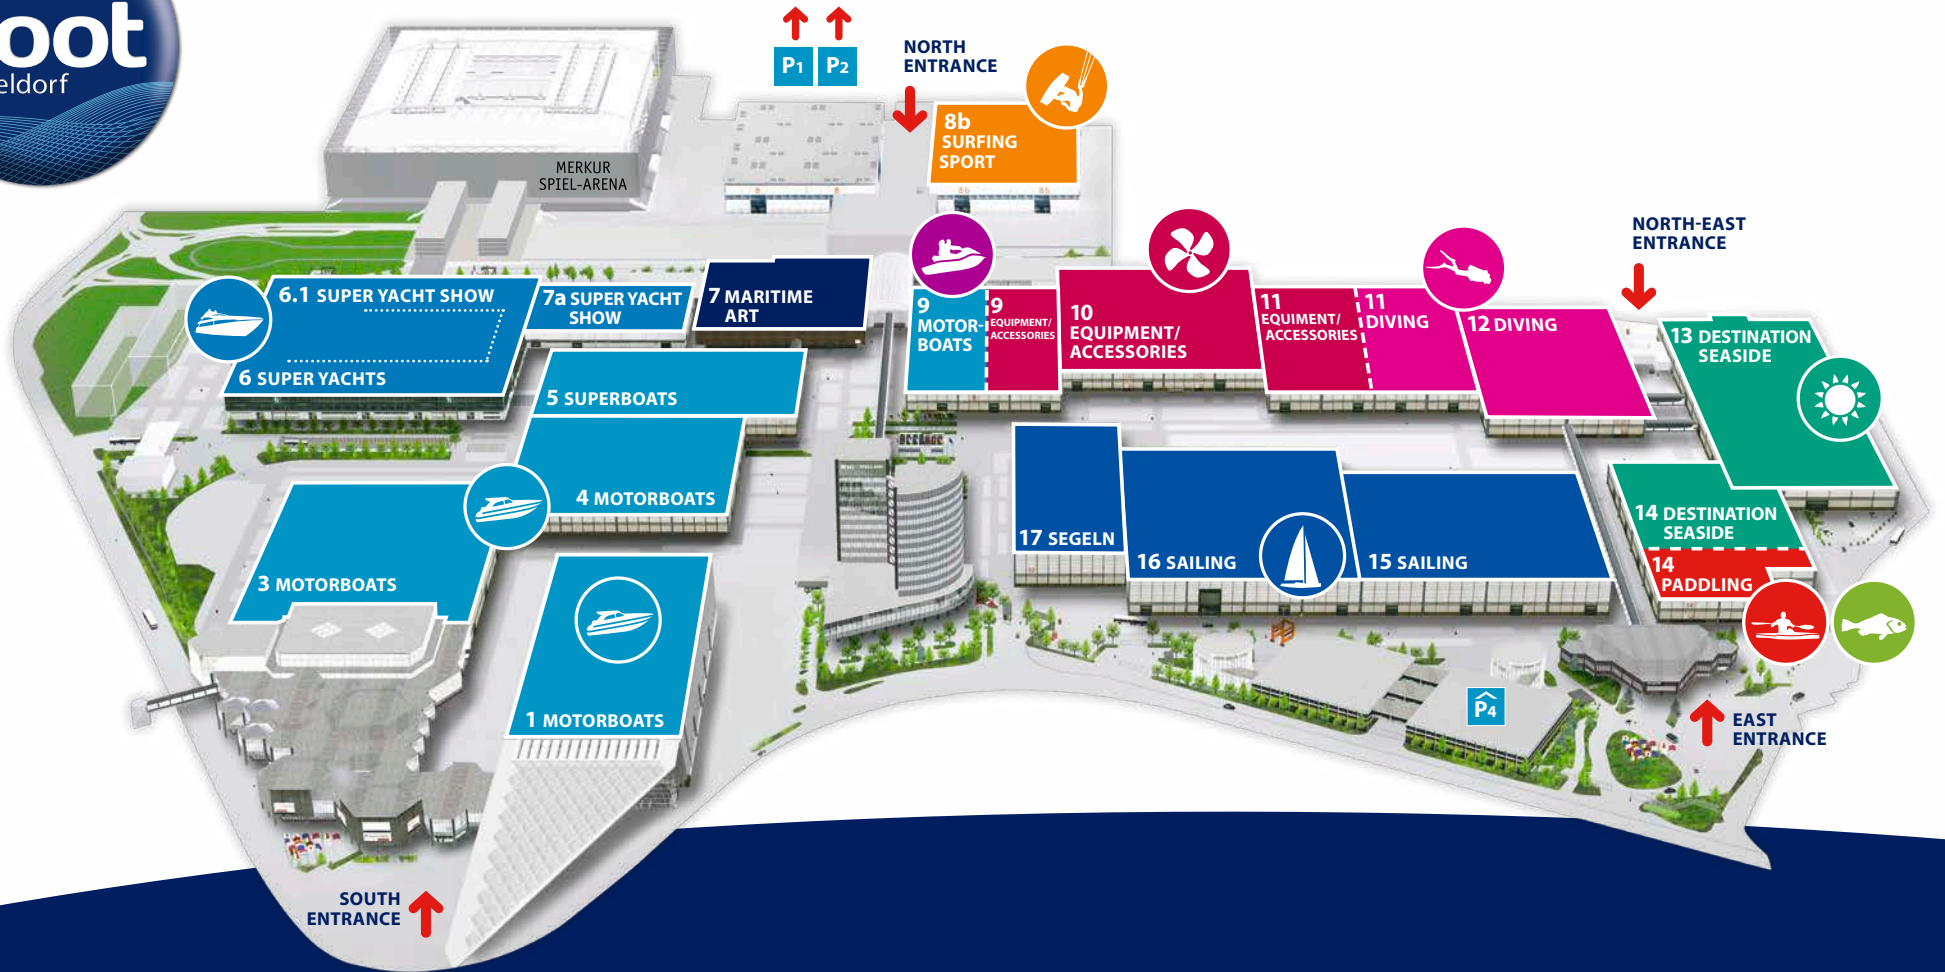 oot
eldorf
P1
P2
NORTH
ENTRANCE
8b
SURFING
SPORT
MERKUR
SPIEL-ARENA
NORTH-EAST
ENTRANCE
6.1 SUPER YACHT SHOW
6 SUPER YACHTS
7a SUPER YACHT
SHOW
7 MARITIME
ART
9
MOTOR-
BOATS
9
EQUIPMENT/
ACCESSORIES
10
EQUIPMENT/
ACCESSORIES
11
EQUIMENT/
ACCESSORIES
11
DIVING
12 DIVING
13 DESTINATION
SEASIDE
5 SUPERBOATS
4 MOTORBOATS
3 MOTORBOATS
1 MOTORBOATS
17 SEGELN
16 SAILING
15 SAILING
14 DESTINATION
SEASIDE
14
PADDLING
P4
EAST
ENTRANCE
SOUTH
ENTRANCE